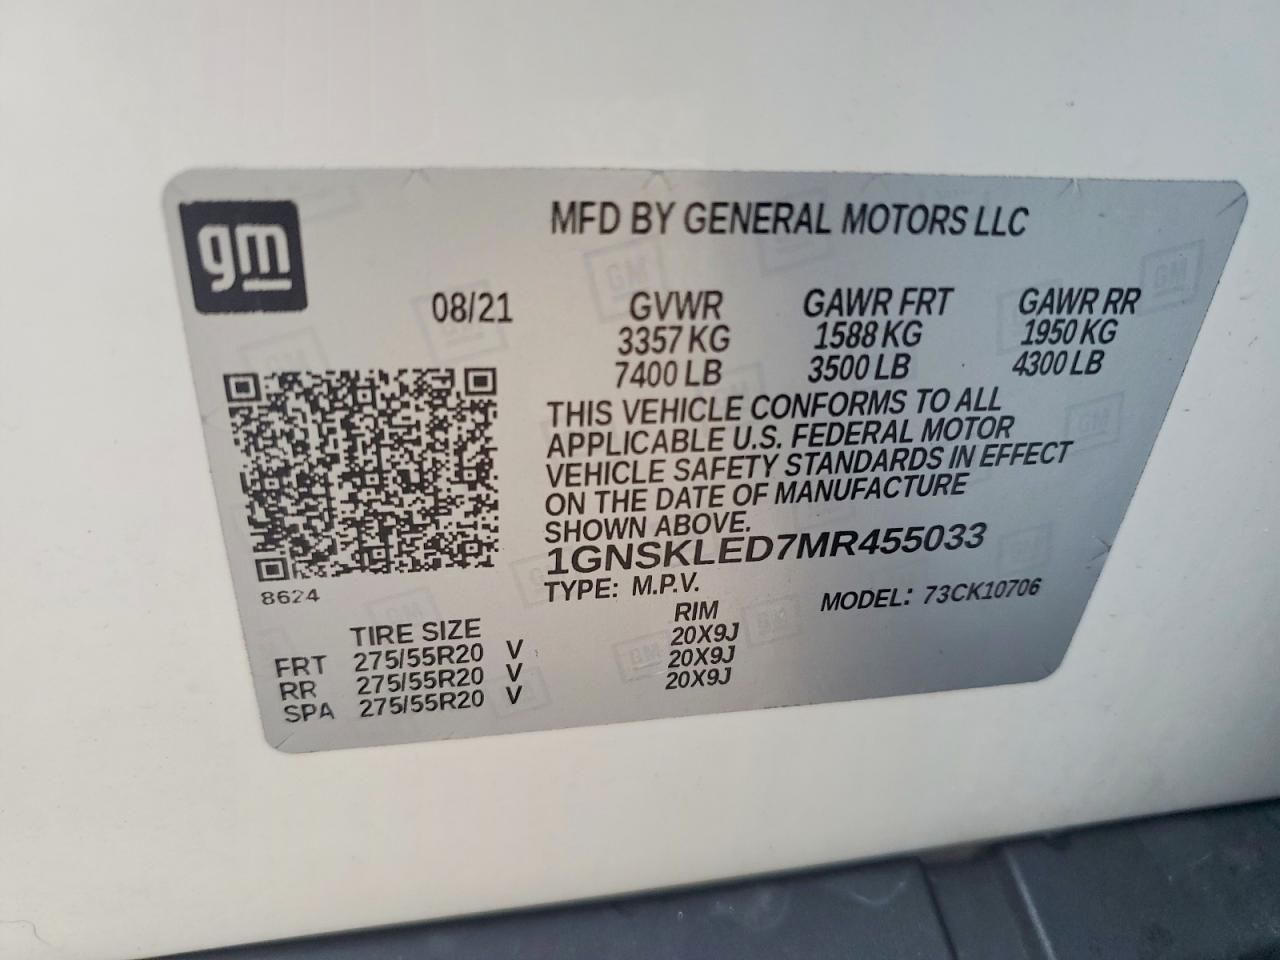 gm
MFD BY GENERAL MOTORS LLC
08/21 GVWR GAWR FRT GAWR RR
3357 KG 1588 KG 1950 KG
7400 LB 3500 LB 4300 LB
THIS VEHICLE CONFORMS TO ALL
APPLICABLE U.S. FEDERAL MOTOR
VEHICLE SAFETY STANDARDS IN EFFECT
ON THE DATE OF MANUFACTURE
SHOWN ABOVE.
1GNSKLED7MR455033
TYPE: M.P.V. MODEL: 73CK10706
8624
TIRE SIZE RIM
FRT 275/55R20 V 20X9J
RR 275/55R20 V 20X9J
SPA 275/55R20 V 20X9J